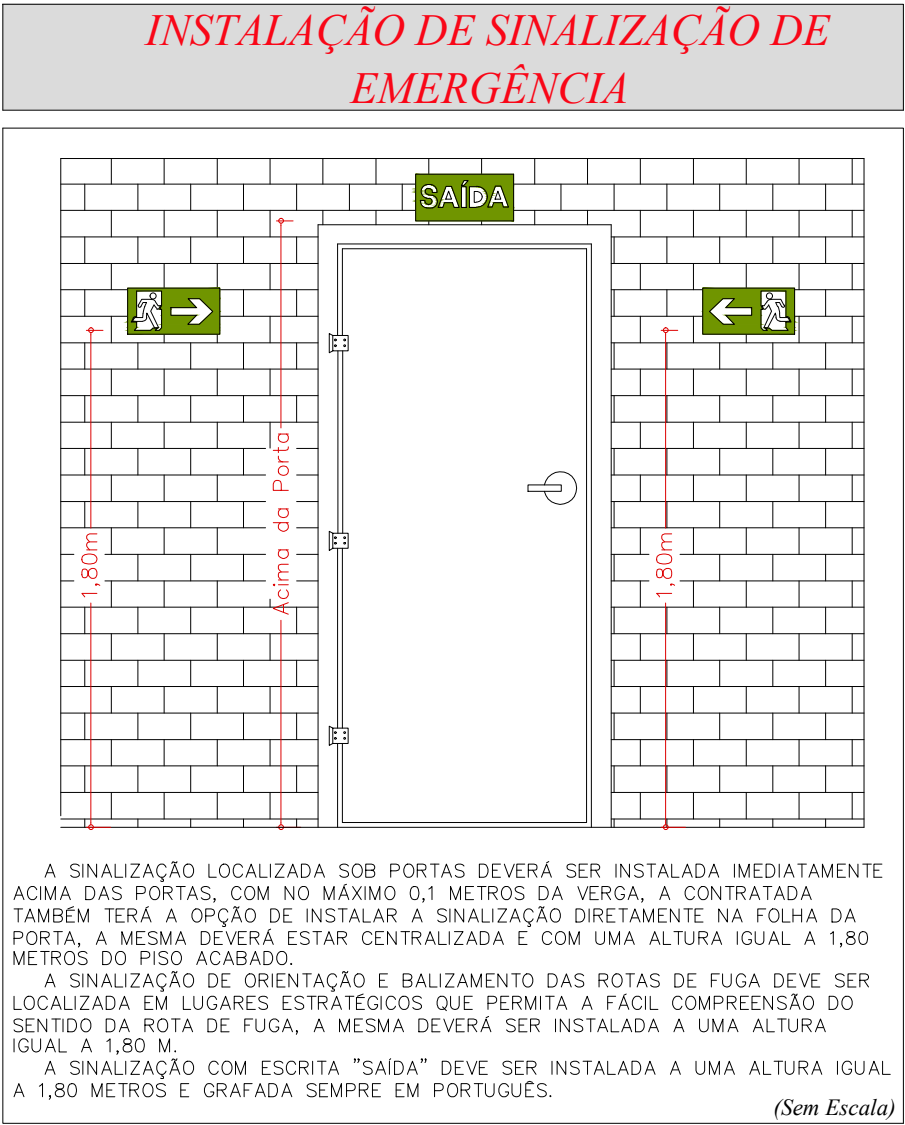 INSTALAÇÃO DE SINALIZAÇÃO DE
EMERGÊNCIA
SAÍDA
1,80m
Acima da Porta
1,80m
A SINALIZAÇÃO LOCALIZADA SOB PORTAS DEVERÁ SER INSTALADA IMEDIATAMENTE
ACIMA DAS PORTAS, COM NO MÁXIMO 0,1 METROS DA VERGA, A CONTRATADA
TAMBÉM TERÁ A OPÇÃO DE INSTALAR A SINALIZAÇÃO DIRETAMENTE NA FOLHA DA
PORTA, A MESMA DEVERÁ ESTAR CENTRALIZADA E COM UMA ALTURA IGUAL A 1,80
METROS DO PISO ACABADO.
A SINALIZAÇÃO DE ORIENTAÇÃO E BALIZAMENTO DAS ROTAS DE FUGA DEVE SER
LOCALIZADA EM LUGARES ESTRATÉGICOS QUE PERMITA A FÁCIL COMPREENSÃO DO
SENTIDO DA ROTA DE FUGA, A MESMA DEVERÁ SER INSTALADA A UMA ALTURA
IGUAL A 1,80 M.
A SINALIZAÇÃO COM ESCRITA "SAÍDA" DEVE SER INSTALADA A UMA ALTURA IGUAL
A 1,80 METROS E GRAFADA SEMPRE EM PORTUGUÊS.
(Sem Escala)